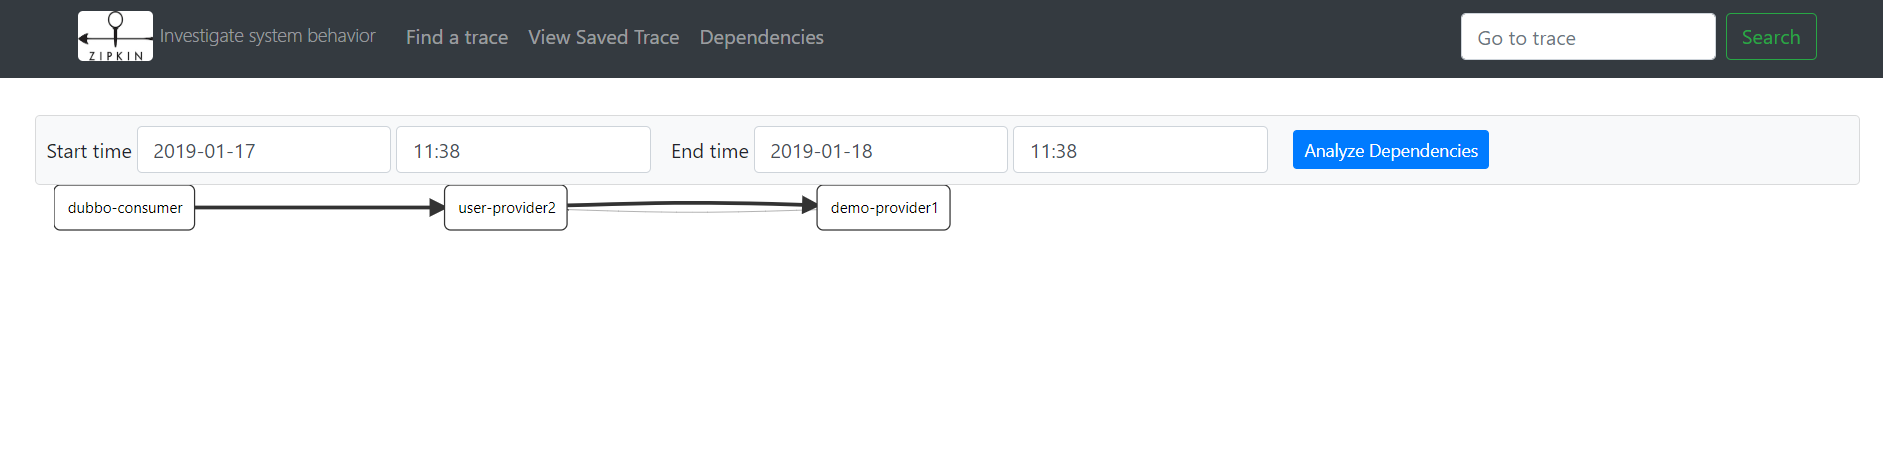 ZIPKIN Investigate system behavior Find a trace View Saved Trace Dependencies Go to trace Search
Start time 2019-01-17 11:38 End time 2019-01-18 11:38 Analyze Dependencies
dubbo-consumer user-provider2 demo-provider1